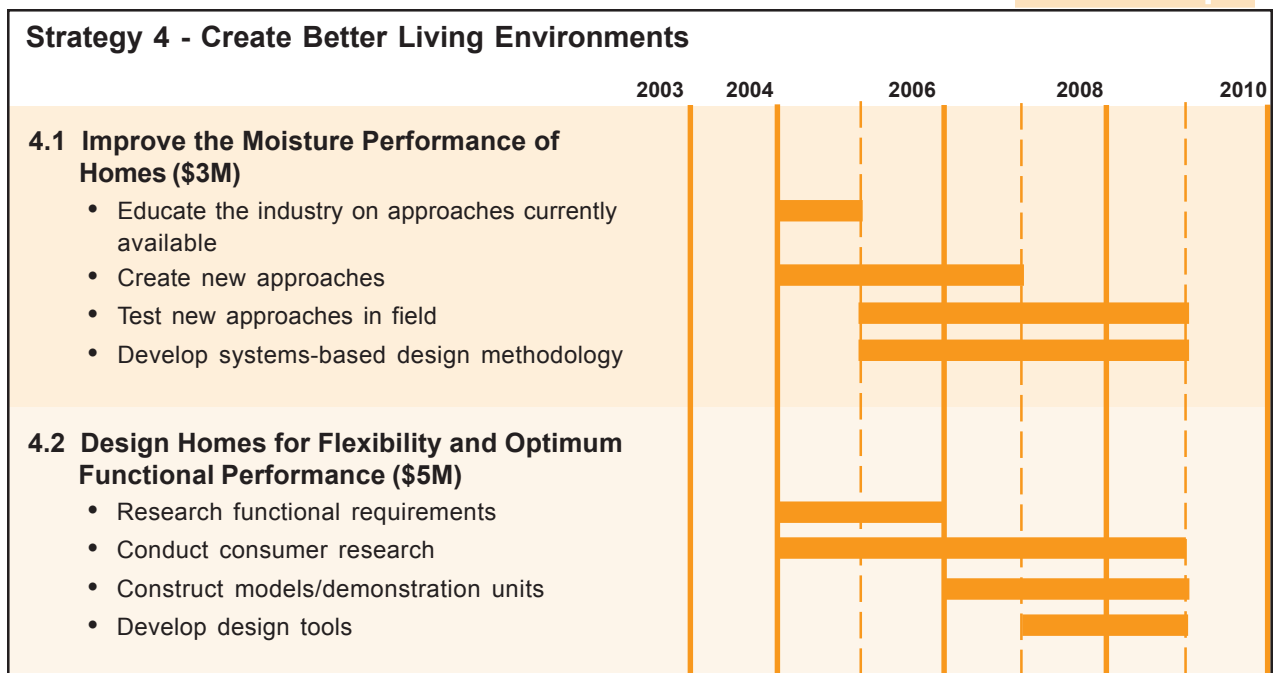 Strategy 4 - Create Better Living Environments
2003 2004 2006 2008 2010
4.1 Improve the Moisture Performance of
Homes ($3M)
• Educate the industry on approaches currently
available
• Create new approaches
• Test new approaches in field
• Develop systems-based design methodology
4.2 Design Homes for Flexibility and Optimum
Functional Performance ($5M)
• Research functional requirements
• Conduct consumer research
• Construct models/demonstration units
• Develop design tools